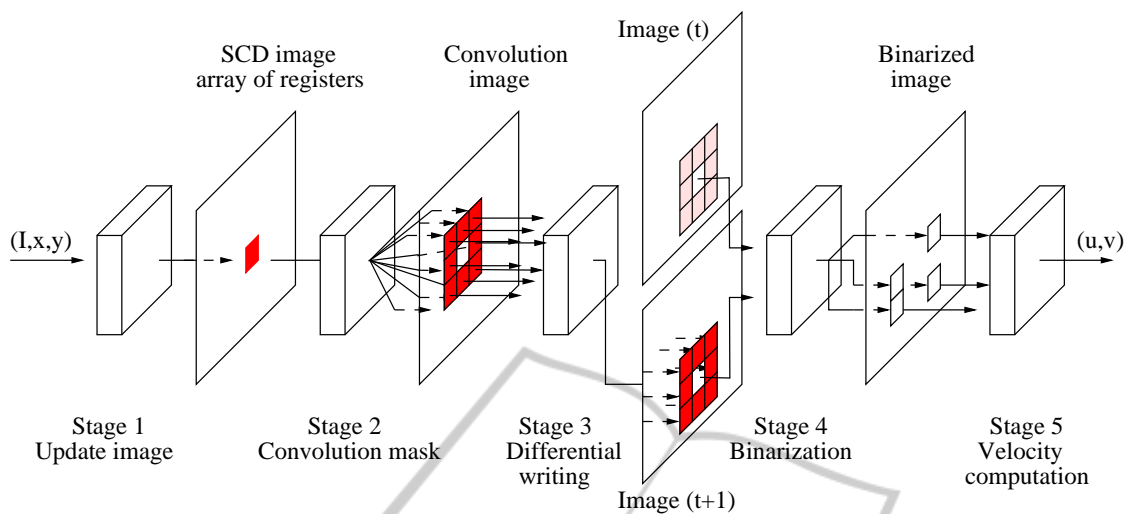 Image (t)
SCD image
array of registers
Convolution
image
Binarized
image
(I,x,y)
(u,v)
Stage 1
Update image
Stage 2
Convolution mask
Stage 3
Differential
writing
Stage 4
Binarization
Stage 5
Velocity
computation
Image (t+1)